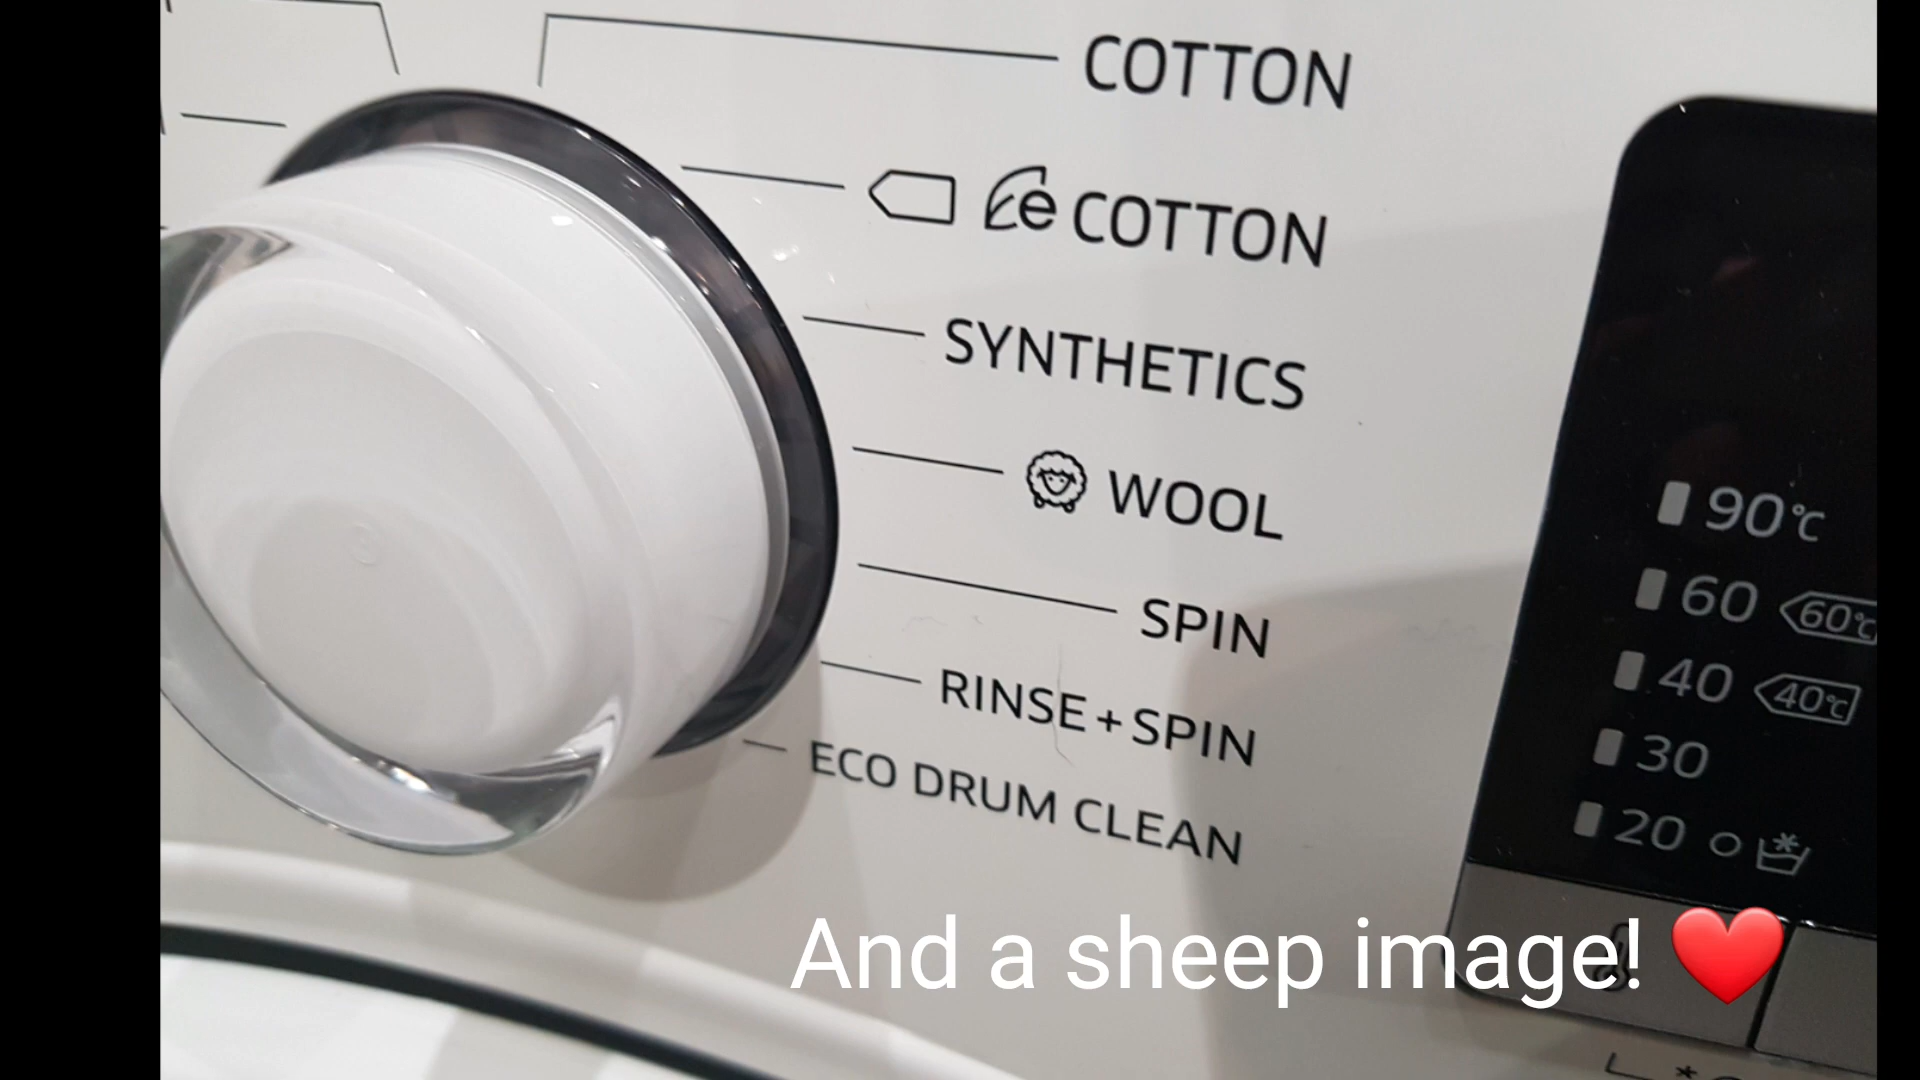 COTTON
e COTTON
SYNTHETICS
WOOL
SPIN
RINSE + SPIN
ECO DRUM CLEAN
90°C
60 60°C
40 40°C
30
20
And a sheep image! ❤️